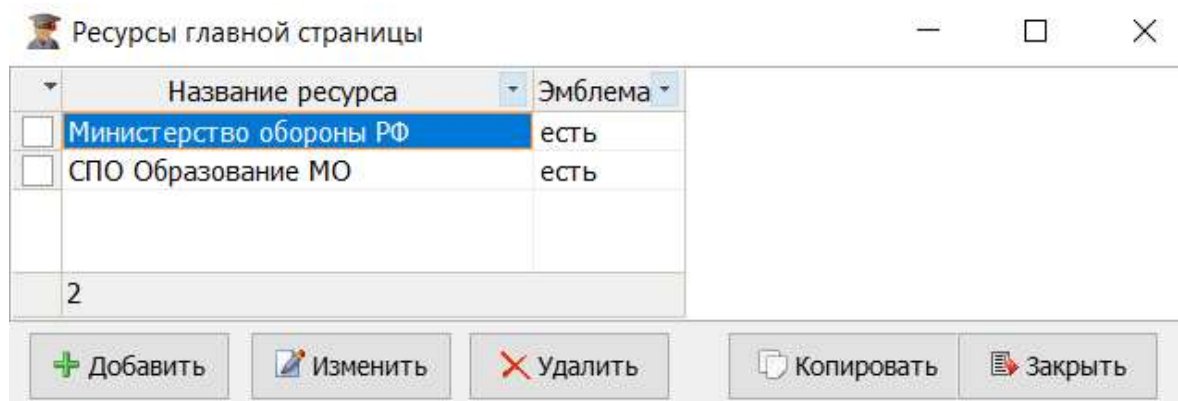 Ресурсы главной страницы
Название ресурса Эмблема
Министерство обороны РФ есть
СПО Образование МО есть
2
Добавить Изменить Удалить Копировать Закрыть